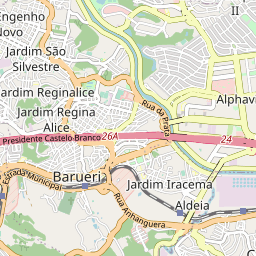 Engenho
Novo
II
Jardim São
Silvestre
Jardim Reginalice
Alphav
Rua da Prata
Jardim Regina
Alice
26A
24
Presidente Castelo Branco
Estrada Municipal
Barueri
Jardim Iracema
Aldeia
Rua Anhanguera